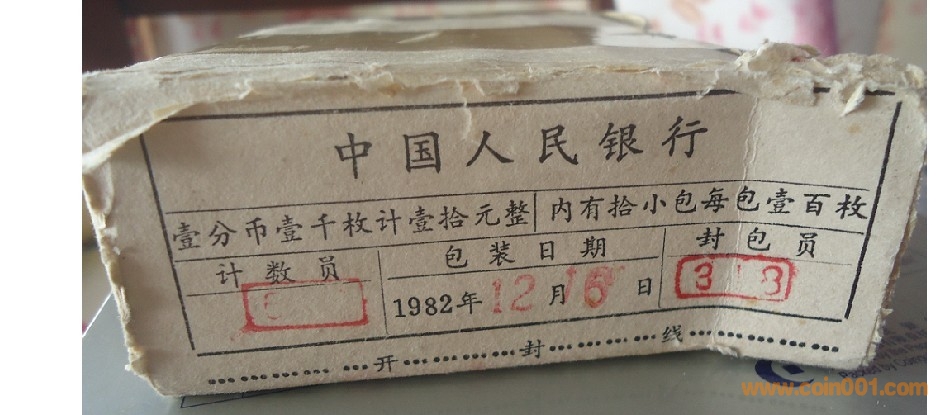 中国人民银行
壹分币壹千枚计壹拾元整 内有拾小包每包壹百枚
计数员 包装日期 封包员
1982年 12月 16日 318
开封线
www.coin001.com